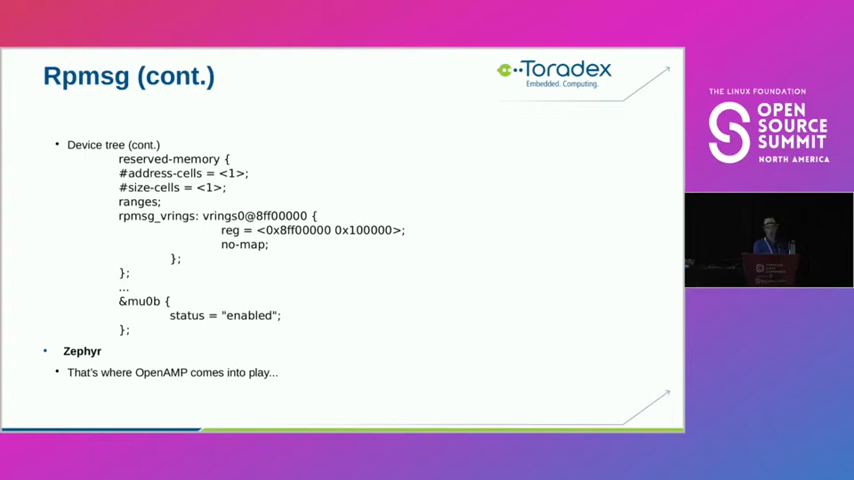 Rpmsg (cont.)
Toradex
Embedded. Computing.
• Device tree (cont.)
reserved-memory {
#address-cells = <1>;
#size-cells = <1>;
ranges;
rpmsg_vrings: vrings0@8ff00000 {
reg = <0x8ff00000 0x100000>;
no-map;
};
};
...
&mu0b {
status = "enabled";
};
• Zephyr
• That's where OpenAMP comes into play...
THE LINUX FOUNDATION
OPEN
SOURCE
SUMMIT
NORTH AMERICA